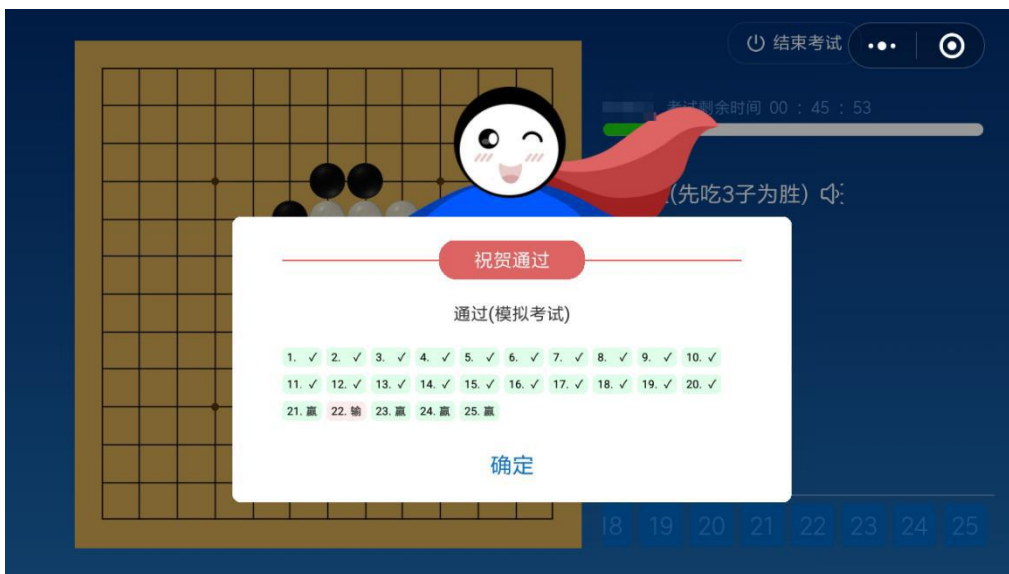 结束考试
考试剩余时间 00 : 45 : 53
(先吃3子为胜)
祝贺通过
通过(模拟考试)
1. ✓ 2. ✓ 3. ✓ 4. ✓ 5. ✓ 6. ✓ 7. ✓ 8. ✓ 9. ✓ 10. ✓
11. ✓ 12. ✓ 13. ✓ 14. ✓ 15. ✓ 16. ✓ 17. ✓ 18. ✓ 19. ✓ 20. ✓
21. 赢 22. 输 23. 赢 24. 赢 25. 赢
确定
18 19 20 21 22 23 24 25